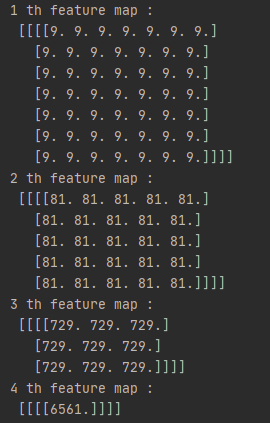 1 th feature map :
[[[[9. 9. 9. 9. 9. 9. 9.]
[9. 9. 9. 9. 9. 9. 9.]
[9. 9. 9. 9. 9. 9. 9.]
[9. 9. 9. 9. 9. 9. 9.]
[9. 9. 9. 9. 9. 9. 9.]
[9. 9. 9. 9. 9. 9. 9.]
[9. 9. 9. 9. 9. 9. 9.]]]]
2 th feature map :
[[[[81. 81. 81. 81. 81.]
[81. 81. 81. 81. 81.]
[81. 81. 81. 81. 81.]
[81. 81. 81. 81. 81.]
[81. 81. 81. 81. 81.]]]]
3 th feature map :
[[[[729. 729. 729.]
[729. 729. 729.]
[729. 729. 729.]]]]
4 th feature map :
[[[[6561.]]]]